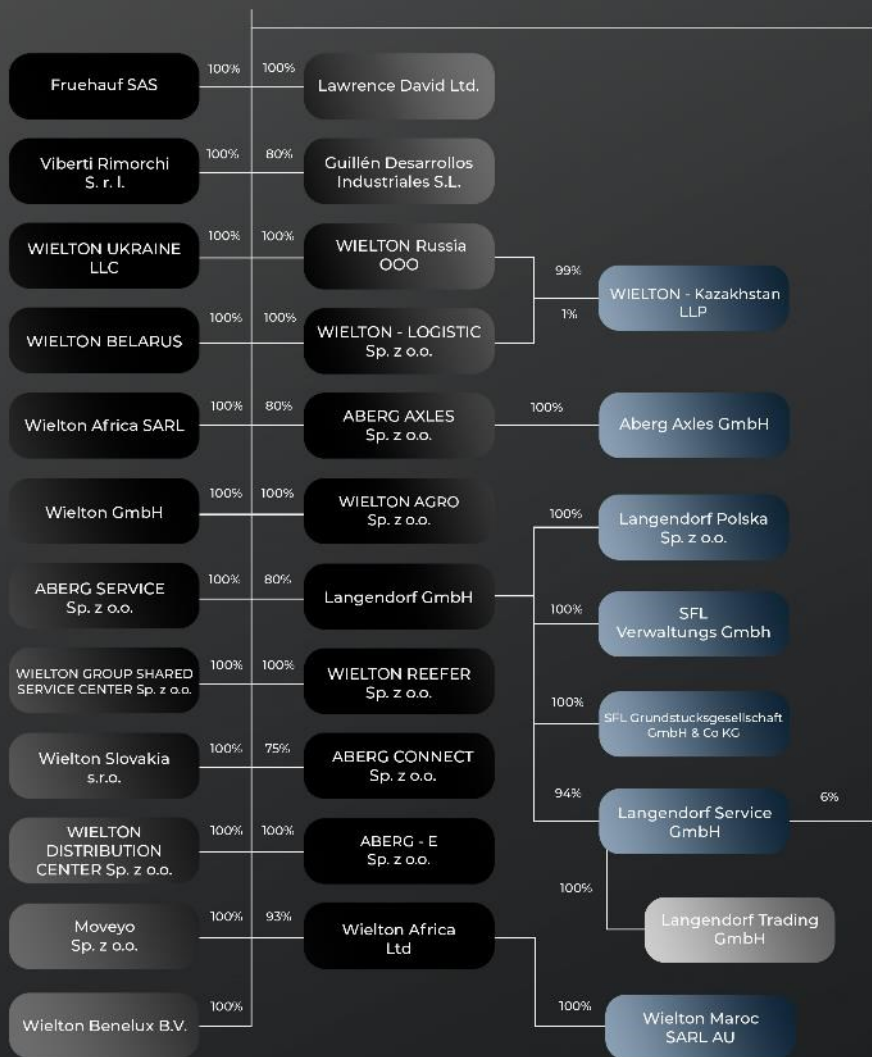 Fruehauf SAS
100%
100%
Lawrence David Ltd.
Viberti Rimorchi
S. r. l.
100%
80%
Guillén Desarrollos
Industriales S.L.
WIELTON UKRAINE
LLC
100%
100%
WIELTON Russia
OOO
99%
1%
WIELTON - Kazakhstan
LLP
WIELTON BELARUS
100%
100%
WIELTON - LOGISTIC
Sp. z o.o.
Wielton Africa SARL
100%
80%
ABERG AXLES
Sp. z o.o.
100%
Aberg Axles GmbH
Wielton GmbH
100%
100%
WIELTON AGRO
Sp. z o.o.
100%
Langendorf Polska
Sp. z o.o.
ABERG SERVICE
Sp. z o.o.
100%
80%
Langendorf GmbH
100%
SFL
Verwaltungs Gmbh
WIELTON GROUP SHARED
SERVICE CENTER Sp. z o.o.
100%
100%
WIELTON REEFER
Sp. z o.o.
100%
SFL Grundstucksgesellschaft
GmbH & Co KG
Wielton Slovakia
s.r.o.
100%
75%
ABERG CONNECT
Sp. z o.o.
94%
Langendorf Service
GmbH
6%
WIELTON
DISTRIBUTION
CENTER Sp. z o.o.
100%
100%
ABERG - E
Sp. z o.o.
100%
Langendorf Trading
GmbH
Moveyo
Sp. z o.o.
100%
93%
Wielton Africa
Ltd
100%
Wielton Maroc
SARL AU
Wielton Benelux B.V.
100%